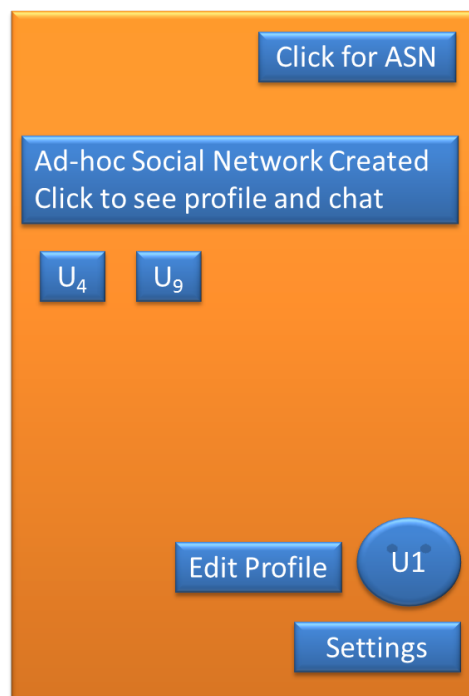 Click for ASN
Ad-hoc Social Network Created
Click to see profile and chat
U₄ U₉
Edit Profile
U1
Settings